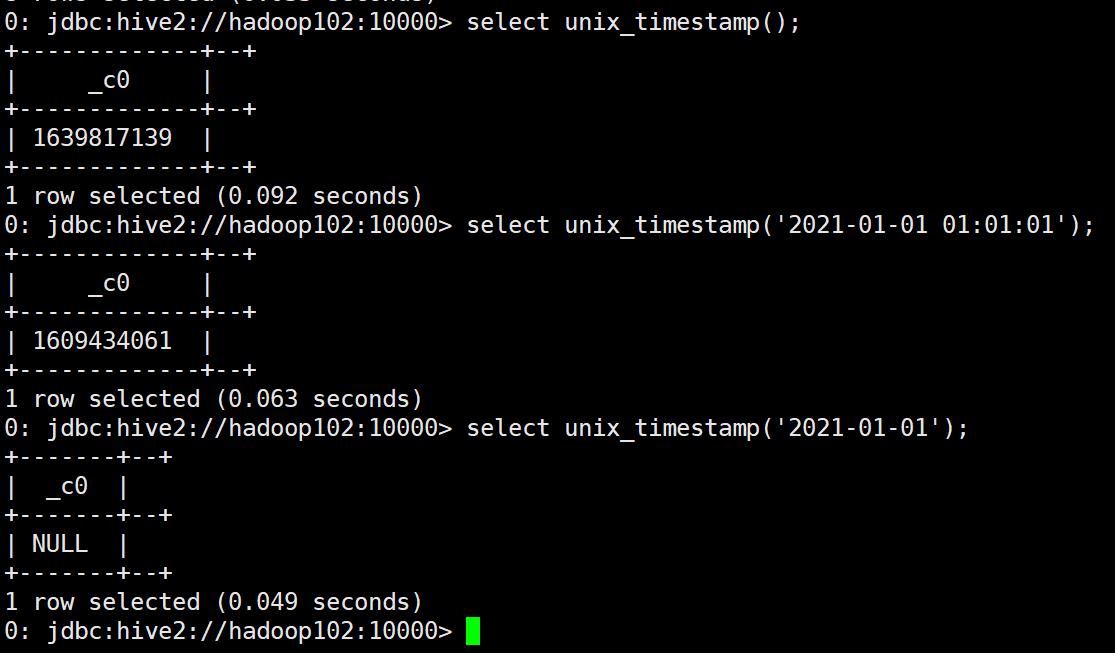 0: jdbc:hive2://hadoop102:10000> select unix_timestamp();
+-------------+--+
|     _c0     |
+-------------+--+
| 1639817139  |
+-------------+--+
1 row selected (0.092 seconds)
0: jdbc:hive2://hadoop102:10000> select unix_timestamp('2021-01-01 01:01:01');
+-------------+--+
|     _c0     |
+-------------+--+
| 1609434061  |
+-------------+--+
1 row selected (0.063 seconds)
0: jdbc:hive2://hadoop102:10000> select unix_timestamp('2021-01-01');
+-------+--+
|  _c0  |
+-------+--+
| NULL  |
+-------+--+
1 row selected (0.049 seconds)
0: jdbc:hive2://hadoop102:10000>